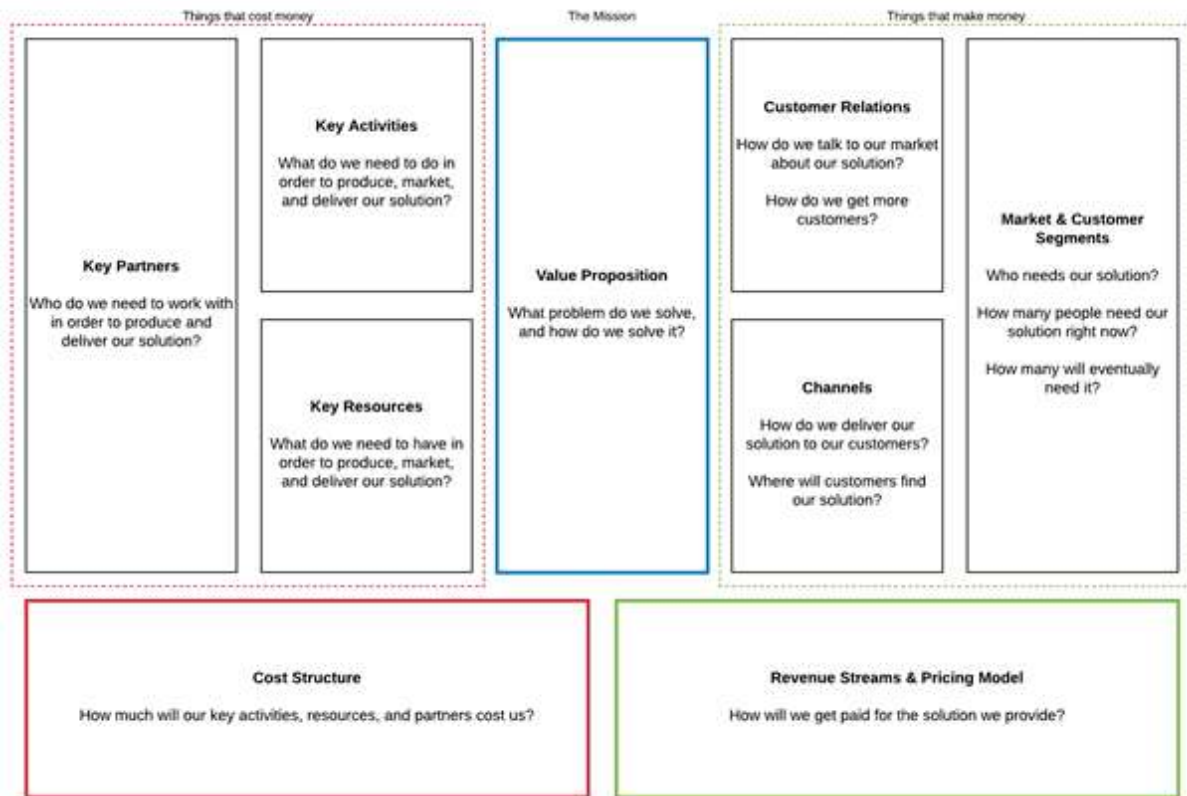 Things that cost money
The Mission
Things that make money
Key Partners
Who do we need to work with
in order to produce and
deliver our solution?
Key Activities
What do we need to do in
order to produce, market,
and deliver our solution?
Key Resources
What do we need to have in
order to produce, market,
and deliver our solution?
Value Proposition
What problem do we solve,
and how do we solve it?
Customer Relations
How do we talk to our market
about our solution?
How do we get more
customers?
Channels
How do we deliver our
solution to our customers?
Where will customers find
our solution?
Market & Customer
Segments
Who needs our solution?
How many people need our
solution right now?
How many will eventually
need it?
Cost Structure
How much will our key activities, resources, and partners cost us?
Revenue Streams & Pricing Model
How will we get paid for the solution we provide?